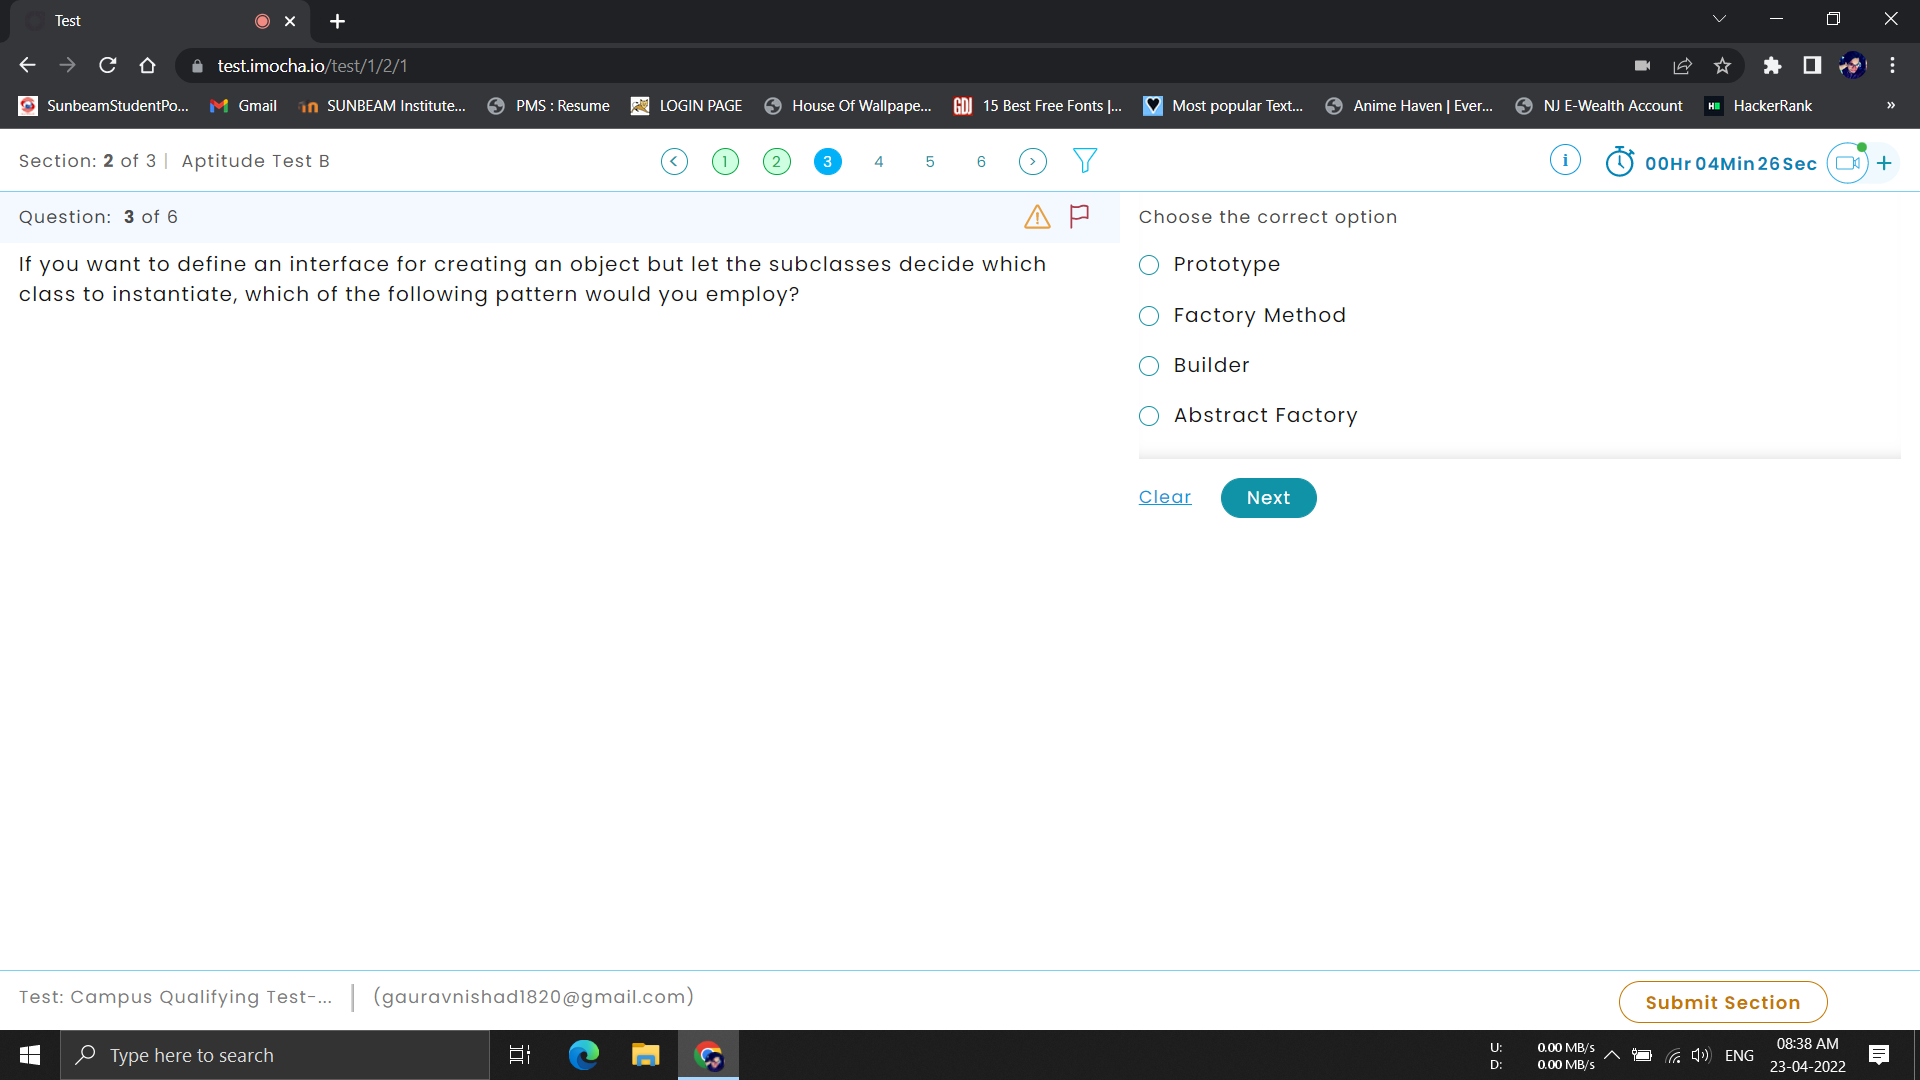 Test
test.imocha.io/test/1/2/1
SunbeamStudentPo... Gmail SUNBEAM Institute... PMS : Resume LOGIN PAGE House Of Wallpape... GDJ 15 Best Free Fonts |... Most popular Text... Anime Haven | Ever... NJ E-Wealth Account HackerRank »
Section: 2 of 3 | Aptitude Test B
1 2 3 4 5 6
00Hr 04Min 26Sec
Question: 3 of 6
If you want to define an interface for creating an object but let the subclasses decide which
class to instantiate, which of the following pattern would you employ?
Choose the correct option
Prototype
Factory Method
Builder
Abstract Factory
Clear Next
Test: Campus Qualifying Test-... | (gauravnishad1820@gmail.com)
Submit Section
Type here to search
U: 0.00 MB/s
D: 0.00 MB/s
ENG
08:38 AM
23-04-2022